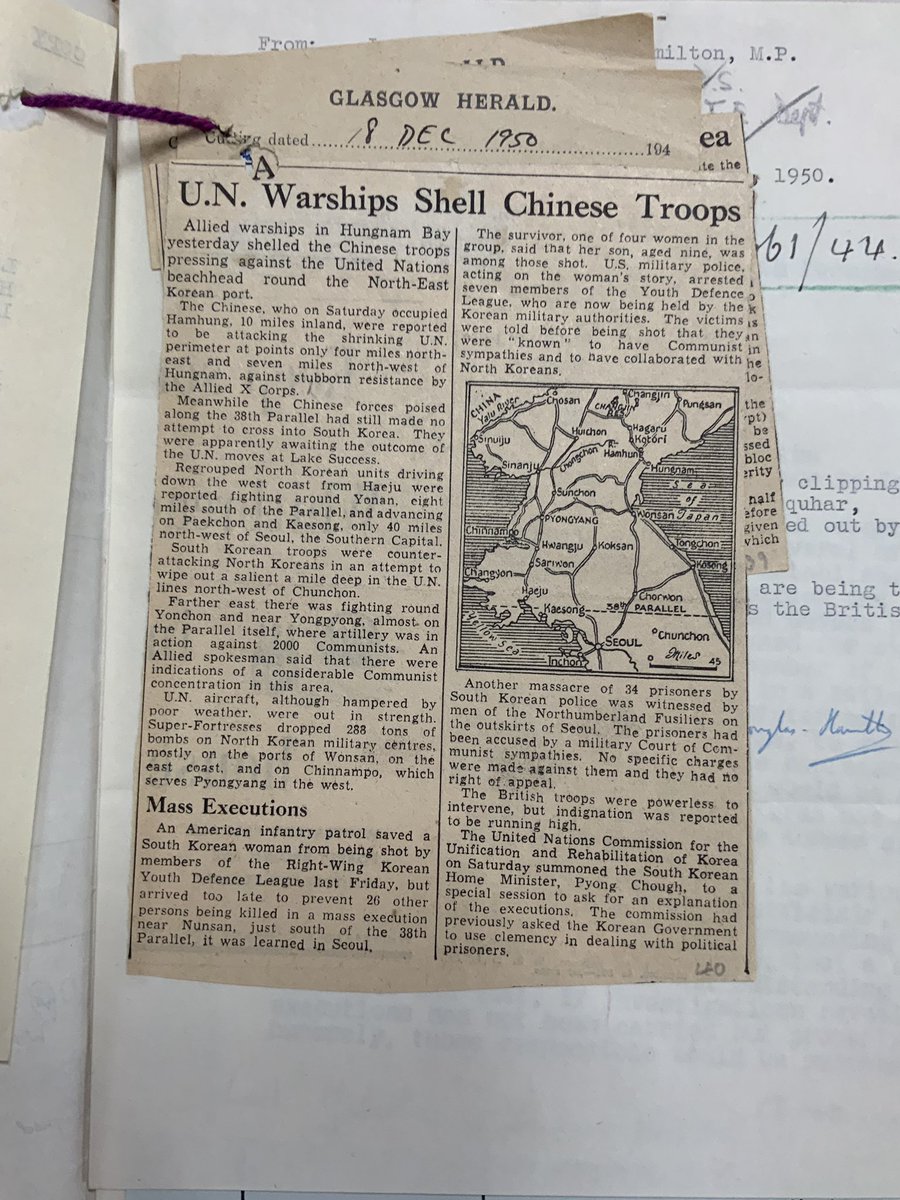 From:
milton, M.P.
GLASGOW HERALD.
Cutting dated 18 DEC 1950 194
ea
ite the
1950.
61/44.
A
U.N. Warships Shell Chinese Troops
Allied warships in Hungnam Bay
yesterday shelled the Chinese troops
pressing against the United Nations
beachhead round the North-East
Korean port.
The Chinese, who on Saturday occupied
Hamhung, 10 miles inland, were reported
to be attacking the shrinking U.N.
perimeter at points only four miles north-
east and seven miles north-west of
Hungnam, against stubborn resistance by
the Allied X Corps.
Meanwhile the Chinese forces poised
along the 38th Parallel had still made no
attempt to cross into South Korea. They
were apparently awaiting the outcome of
the U.N. moves at Lake Success.
Regrouped North Korean units driving
down the west coast from Haeju were
reported fighting around Yonan, eight
miles south of the Parallel, and advancing
on Paekchon and Kaesong, only 40 miles
north-west of Seoul, the Southern Capital.
South Korean troops were counter-
attacking North Koreans in an attempt to
wipe out a salient a mile deep in the U.N.
lines north-west of Chunchon.
Farther east there was fighting round
Yonchon and near Yongpyong, almost on
the Parallel itself, where artillery was in
action against 2000 Communists. An
Allied spokesman said that there were
indications of a considerable Communist
concentration in this area.
U.N. aircraft, although hampered by
poor weather, were out in strength.
Super-Fortresses dropped 288 tons of
bombs on North Korean military centres,
mostly on the ports of Wonsan, on the
east coast, and on Chinnampo, which
serves Pyongyang in the west.
Mass Executions
An American infantry patrol saved a
South Korean woman from being shot by
members of the Right-Wing Korean
Youth Defence League last Friday, but
arrived too late to prevent 26 other
persons being killed in a mass execution
near Nunsan, just south of the 38th
Parallel, it was learned in Seoul.
The survivor, one of four women in the
group, said that her son, aged nine, was
among those shot. U.S. military police,
acting on the woman's story, arrested
seven members of the Youth Defence
League, who are now being held by the
Korean military authorities. The victims
were told before being shot that they
were "known" to have Communist
sympathies and to have collaborated with
North Koreans.
CHINA
Yalu River
Chosan
CHANGJIN RES.
Changjin
Pungsan
Sinuiju
Huichon
Hagaru
Kotori
Chongchon R.
Hamhung
Sinanju
Hungnam
Sea of Japan
Sunchon
PYONGYANG
Wonsan
Chinnampo
Hwangju
Koksan
Tongchon
Kosong
Sariwon
Changyon
Haeju
Chorwon
Kaesong
38th PARALLEL
Yellow Sea
SEOUL
Chunchon
Inchon
0 Miles 45
Another massacre of 34 prisoners by
South Korean police was witnessed by
men of the Northumberland Fusiliers on
the outskirts of Seoul. The prisoners had
been accused by a military Court of Com-
munist sympathies. No specific charges
were made against them and they had no
right of appeal.
The British troops were powerless to
intervene, but indignation was reported
to be running high.
The United Nations Commission for the
Unification and Rehabilitation of Korea
on Saturday summoned the South Korean
Home Minister, Pyong Chough, to a
special session to ask for an explanation
of the executions. The commission had
previously asked the Korean Government
to use clemency in dealing with political
prisoners.
clipping
quhar,
ed out by
are being t
s the Britis